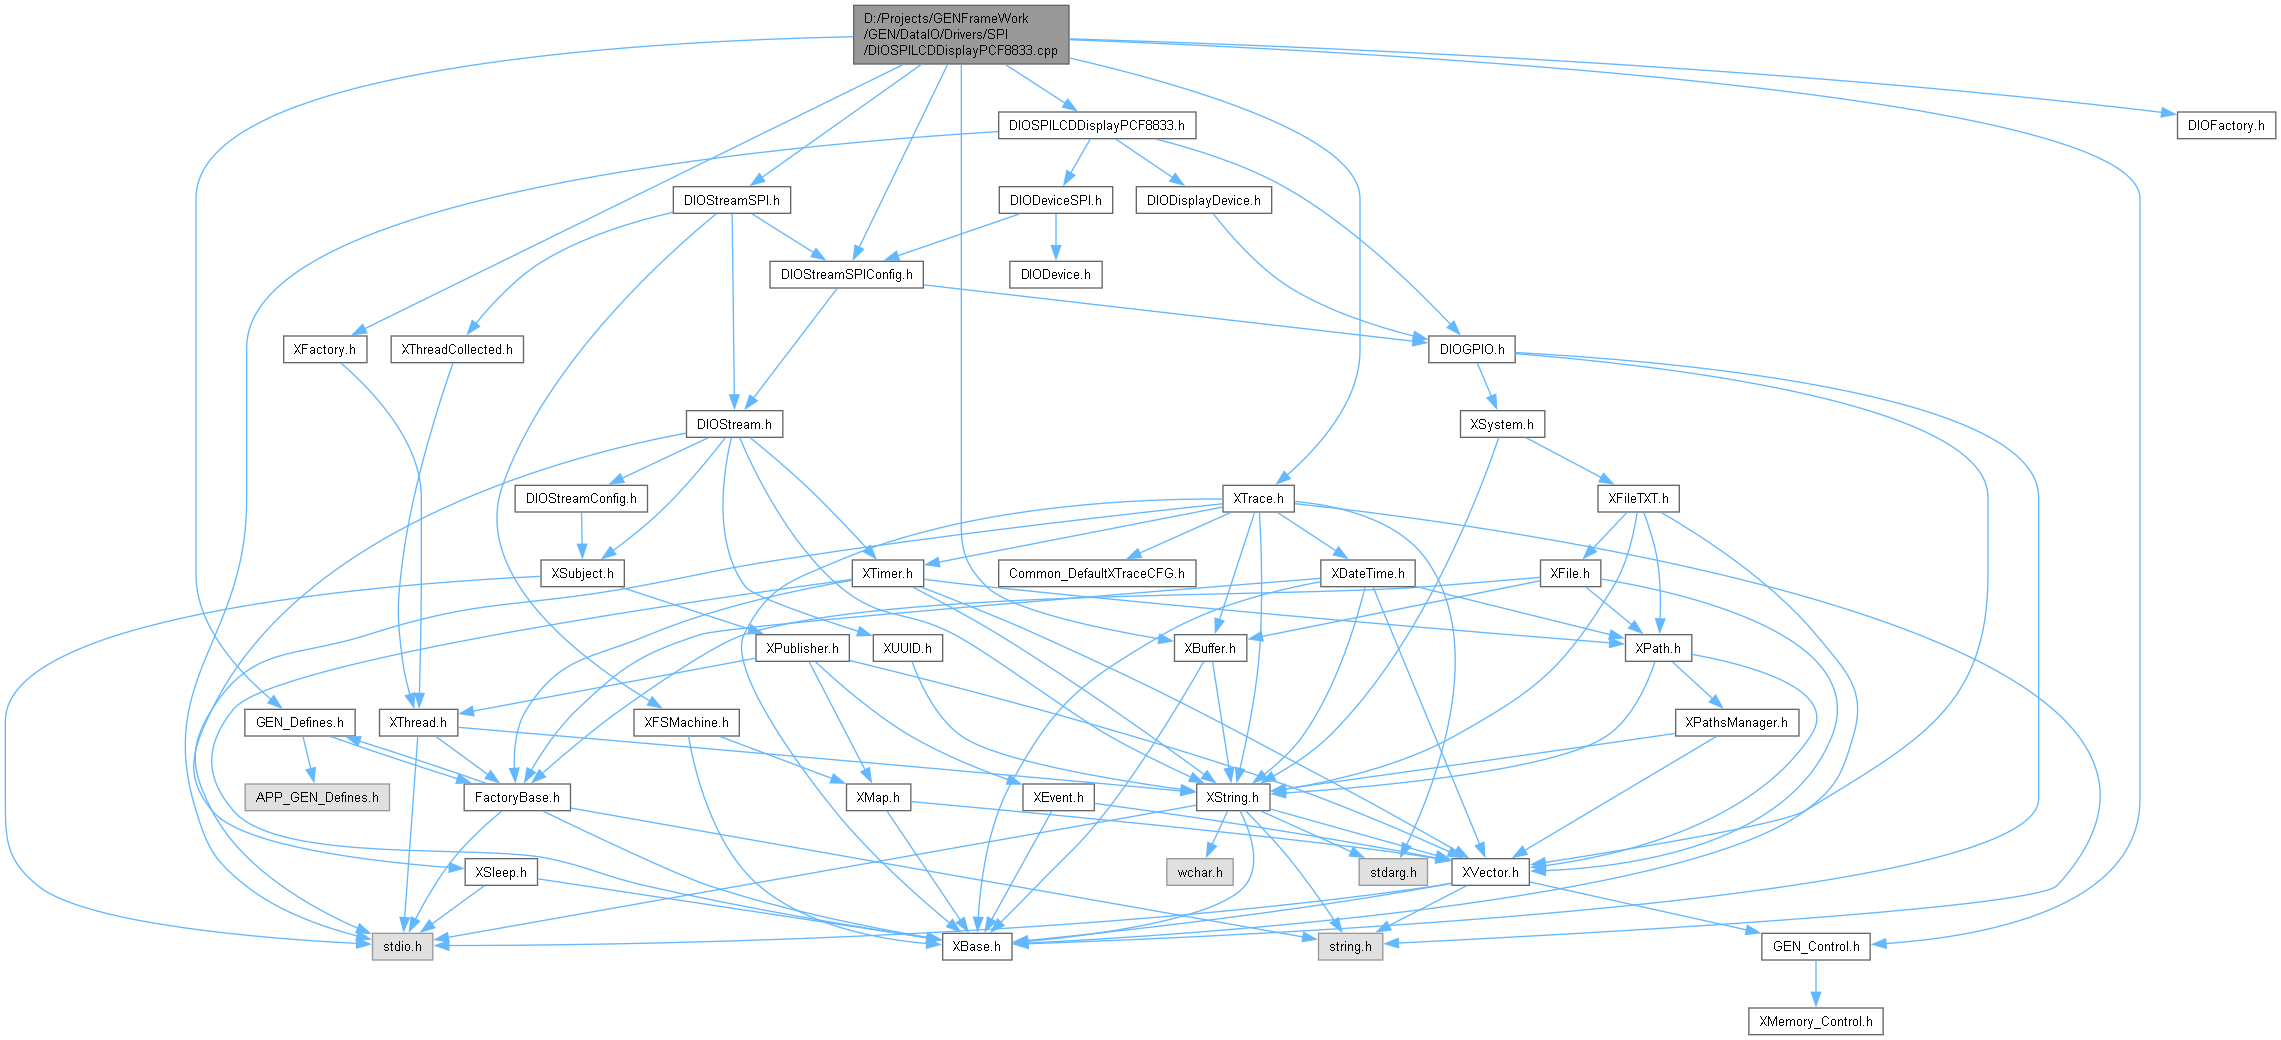 D:/Projects/GENFrameWork
/GEN/DataIO/Drivers/SPI
/DIOSPILCDDisplayPCF8833.cpp
DIOSPILCDDisplayPCF8833.h
DIOFactory.h
DIOStreamSPI.h
DIODeviceSPI.h
DIODisplayDevice.h
DIOStreamSPIConfig.h
DIODevice.h
XFactory.h
XThreadCollected.h
DIOGPIO.h
DIOStream.h
XSystem.h
DIOStreamConfig.h
XTrace.h
XFileTXT.h
XSubject.h
XTimer.h
Common_DefaultXTraceCFG.h
XDateTime.h
XFile.h
XPublisher.h
XUUID.h
XBuffer.h
XPath.h
GEN_Defines.h
XThread.h
XFSMachine.h
XPathsManager.h
APP_GEN_Defines.h
FactoryBase.h
XMap.h
XEvent.h
XString.h
XSleep.h
wchar.h
stdarg.h
XVector.h
stdio.h
XBase.h
string.h
GEN_Control.h
XMemory_Control.h